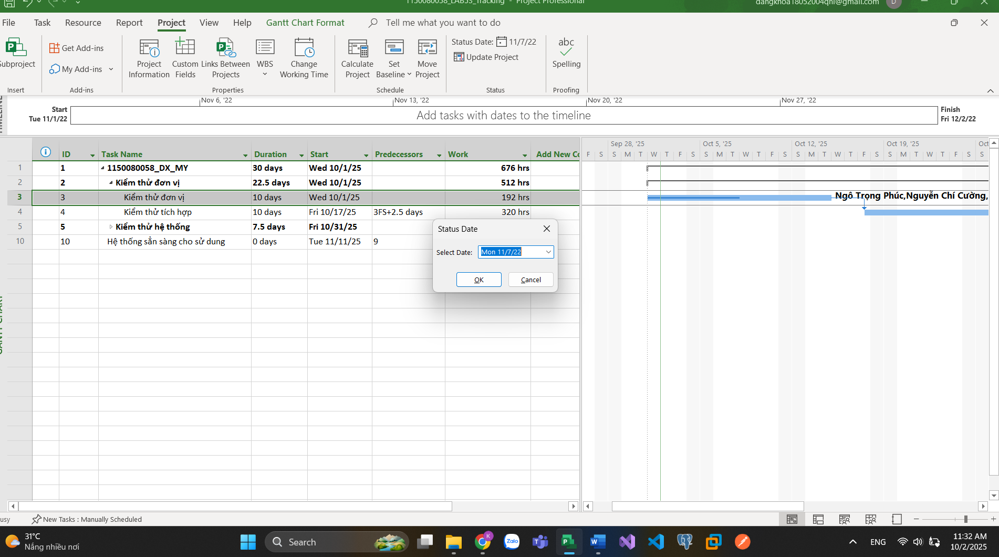 1150080058_LAB53_Tracking - Project Professional
dangkhoa18052004qni@gmail.com
D
File Task Resource Report Project View Help Gantt Chart Format Tell me what you want to do
Subproject
Get Add-ins
My Add-ins
Project Information
Custom Fields
Links Between Projects
WBS
Change Working Time
Calculate Project
Set Baseline
Move Project
Status Date: 11/7/22
Update Project
abc
Spelling
Insert Add-ins Properties Schedule Status Proofing
TIMELINE
Nov 6, '22 Nov 13, '22 Nov 20, '22 Nov 27, '22
Start
Tue 11/1/22
Add tasks with dates to the timeline
Finish
Fri 12/2/22
Sep 28, '25 Oct 5, '25 Oct 12, '25 Oct 19, '25 Oct
ID Task Name Duration Start Predecessors Work Add New Co
F S S M T W T F S S M T W T F S S M T W T F S S M T W T F S S
1 1 1150080058_DX_MY 30 days Wed 10/1/25 676 hrs
2 2 Kiểm thử đơn vị 22.5 days Wed 10/1/25 512 hrs
3 3 Kiểm thử đơn vị 10 days Wed 10/1/25 192 hrs
Ngô Trọng Phúc,Nguyễn Chí Cường,
4 4 Kiểm thử tích hợp 10 days Fri 10/17/25 3FS+2.5 days 320 hrs
5 5 Kiểm thử hệ thống 7.5 days Fri 10/31/25
10 10 Hệ thống sẳn sàng cho sử dung 0 days Tue 11/11/25 9
Status Date
Select Date: Mon 11/7/22
OK Cancel
GANTT CHART
New Tasks : Manually Scheduled
31°C
Nắng nhiều nơi
Search
K
Zalo
ENG
11:32 AM
10/2/2025